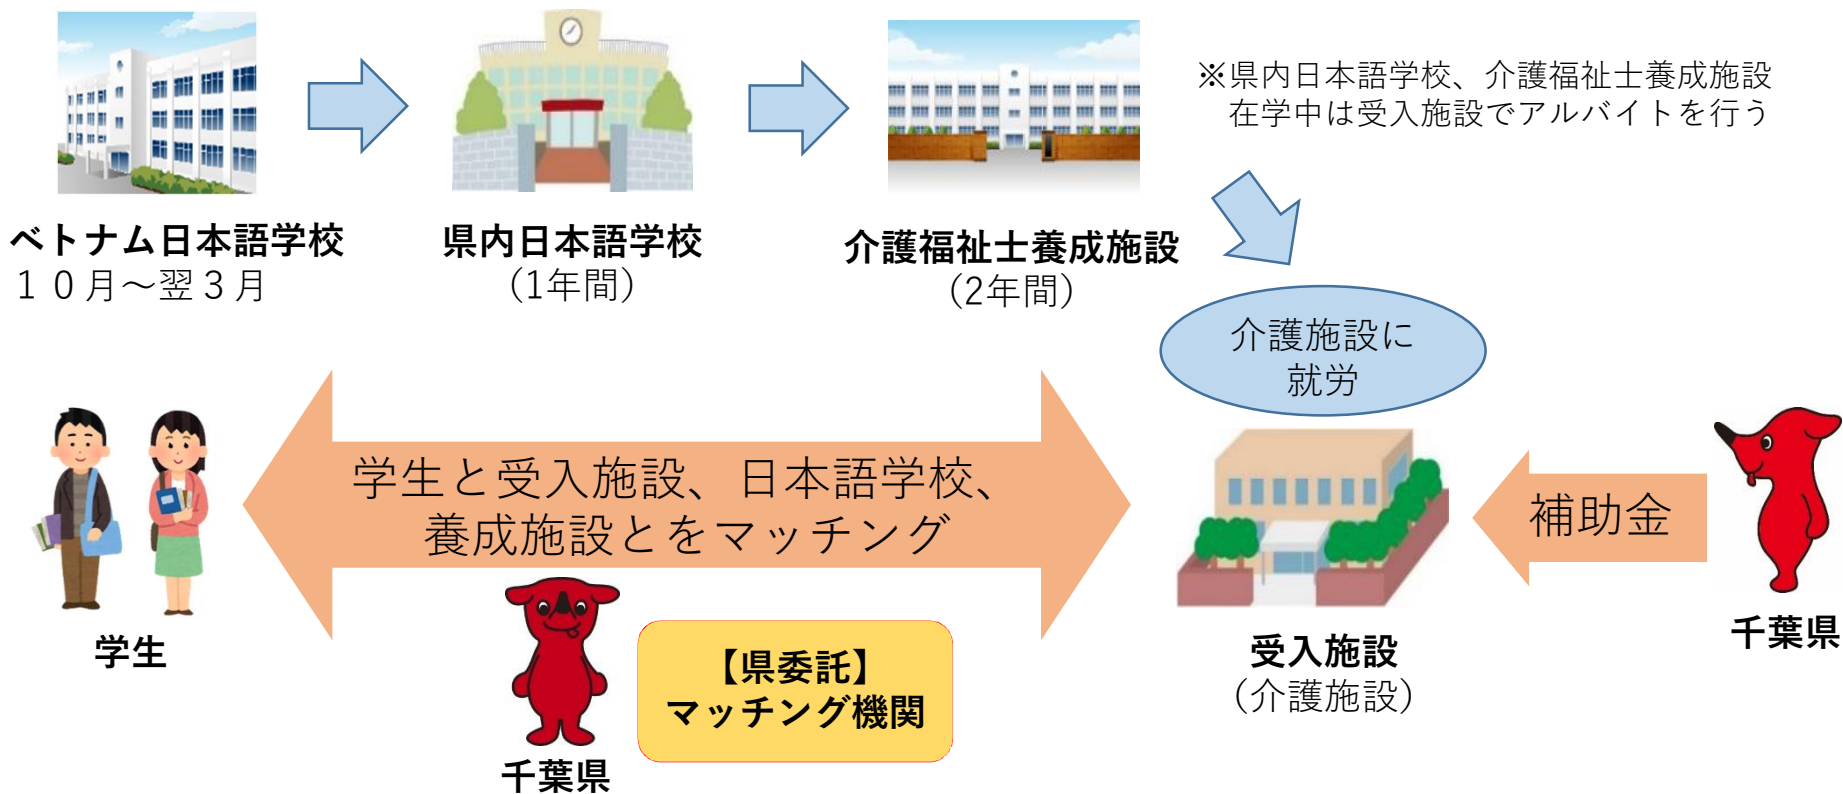 ※県内日本語学校、介護福祉士養成施設
在学中は受入施設でアルバイトを行う
ベトナム日本語学校
１０月～翌３月
県内日本語学校
(1年間)
介護福祉士養成施設
(2年間)
介護施設に
就労
学生と受入施設、日本語学校、
養成施設とをマッチング
補助金
学生
千葉県
【県委託】
マッチング機関
受入施設
(介護施設)
千葉県